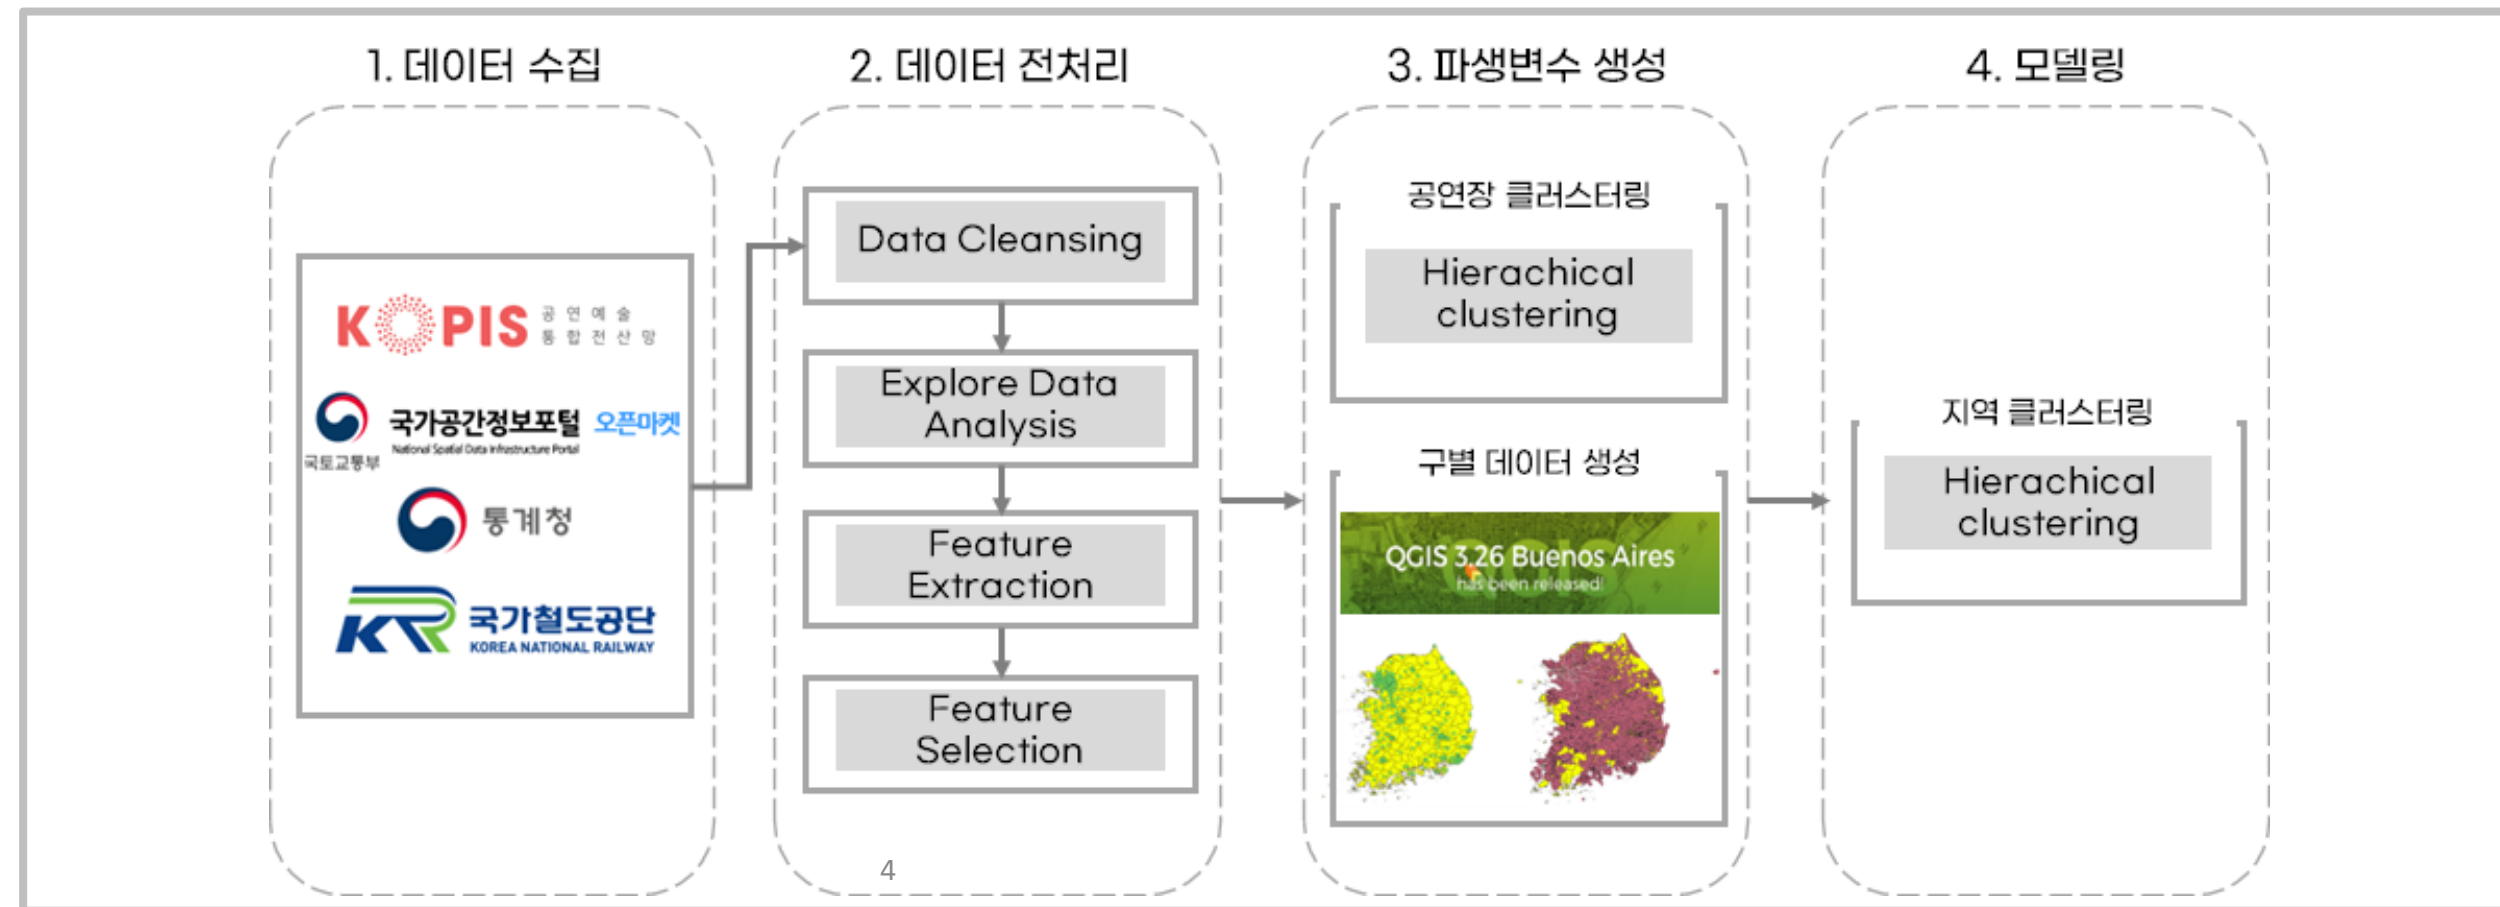 1. 데이터 수집
KOPIS 공연예술
통합전산망
국토교통부
국가공간정보포털 오픈마켓
National Spatial Data Infrastructure Portal
통계청
KR 국가철도공단
KOREA NATIONAL RAILWAY
2. 데이터 전처리
Data Cleansing
Explore Data
Analysis
Feature
Extraction
Feature
Selection
4
3. 파생변수 생성
공연장 클러스터링
Hierachical
clustering
구별 데이터 생성
QGIS 3.26 Buenos Aires
has been released!
4. 모델링
지역 클러스터링
Hierachical
clustering